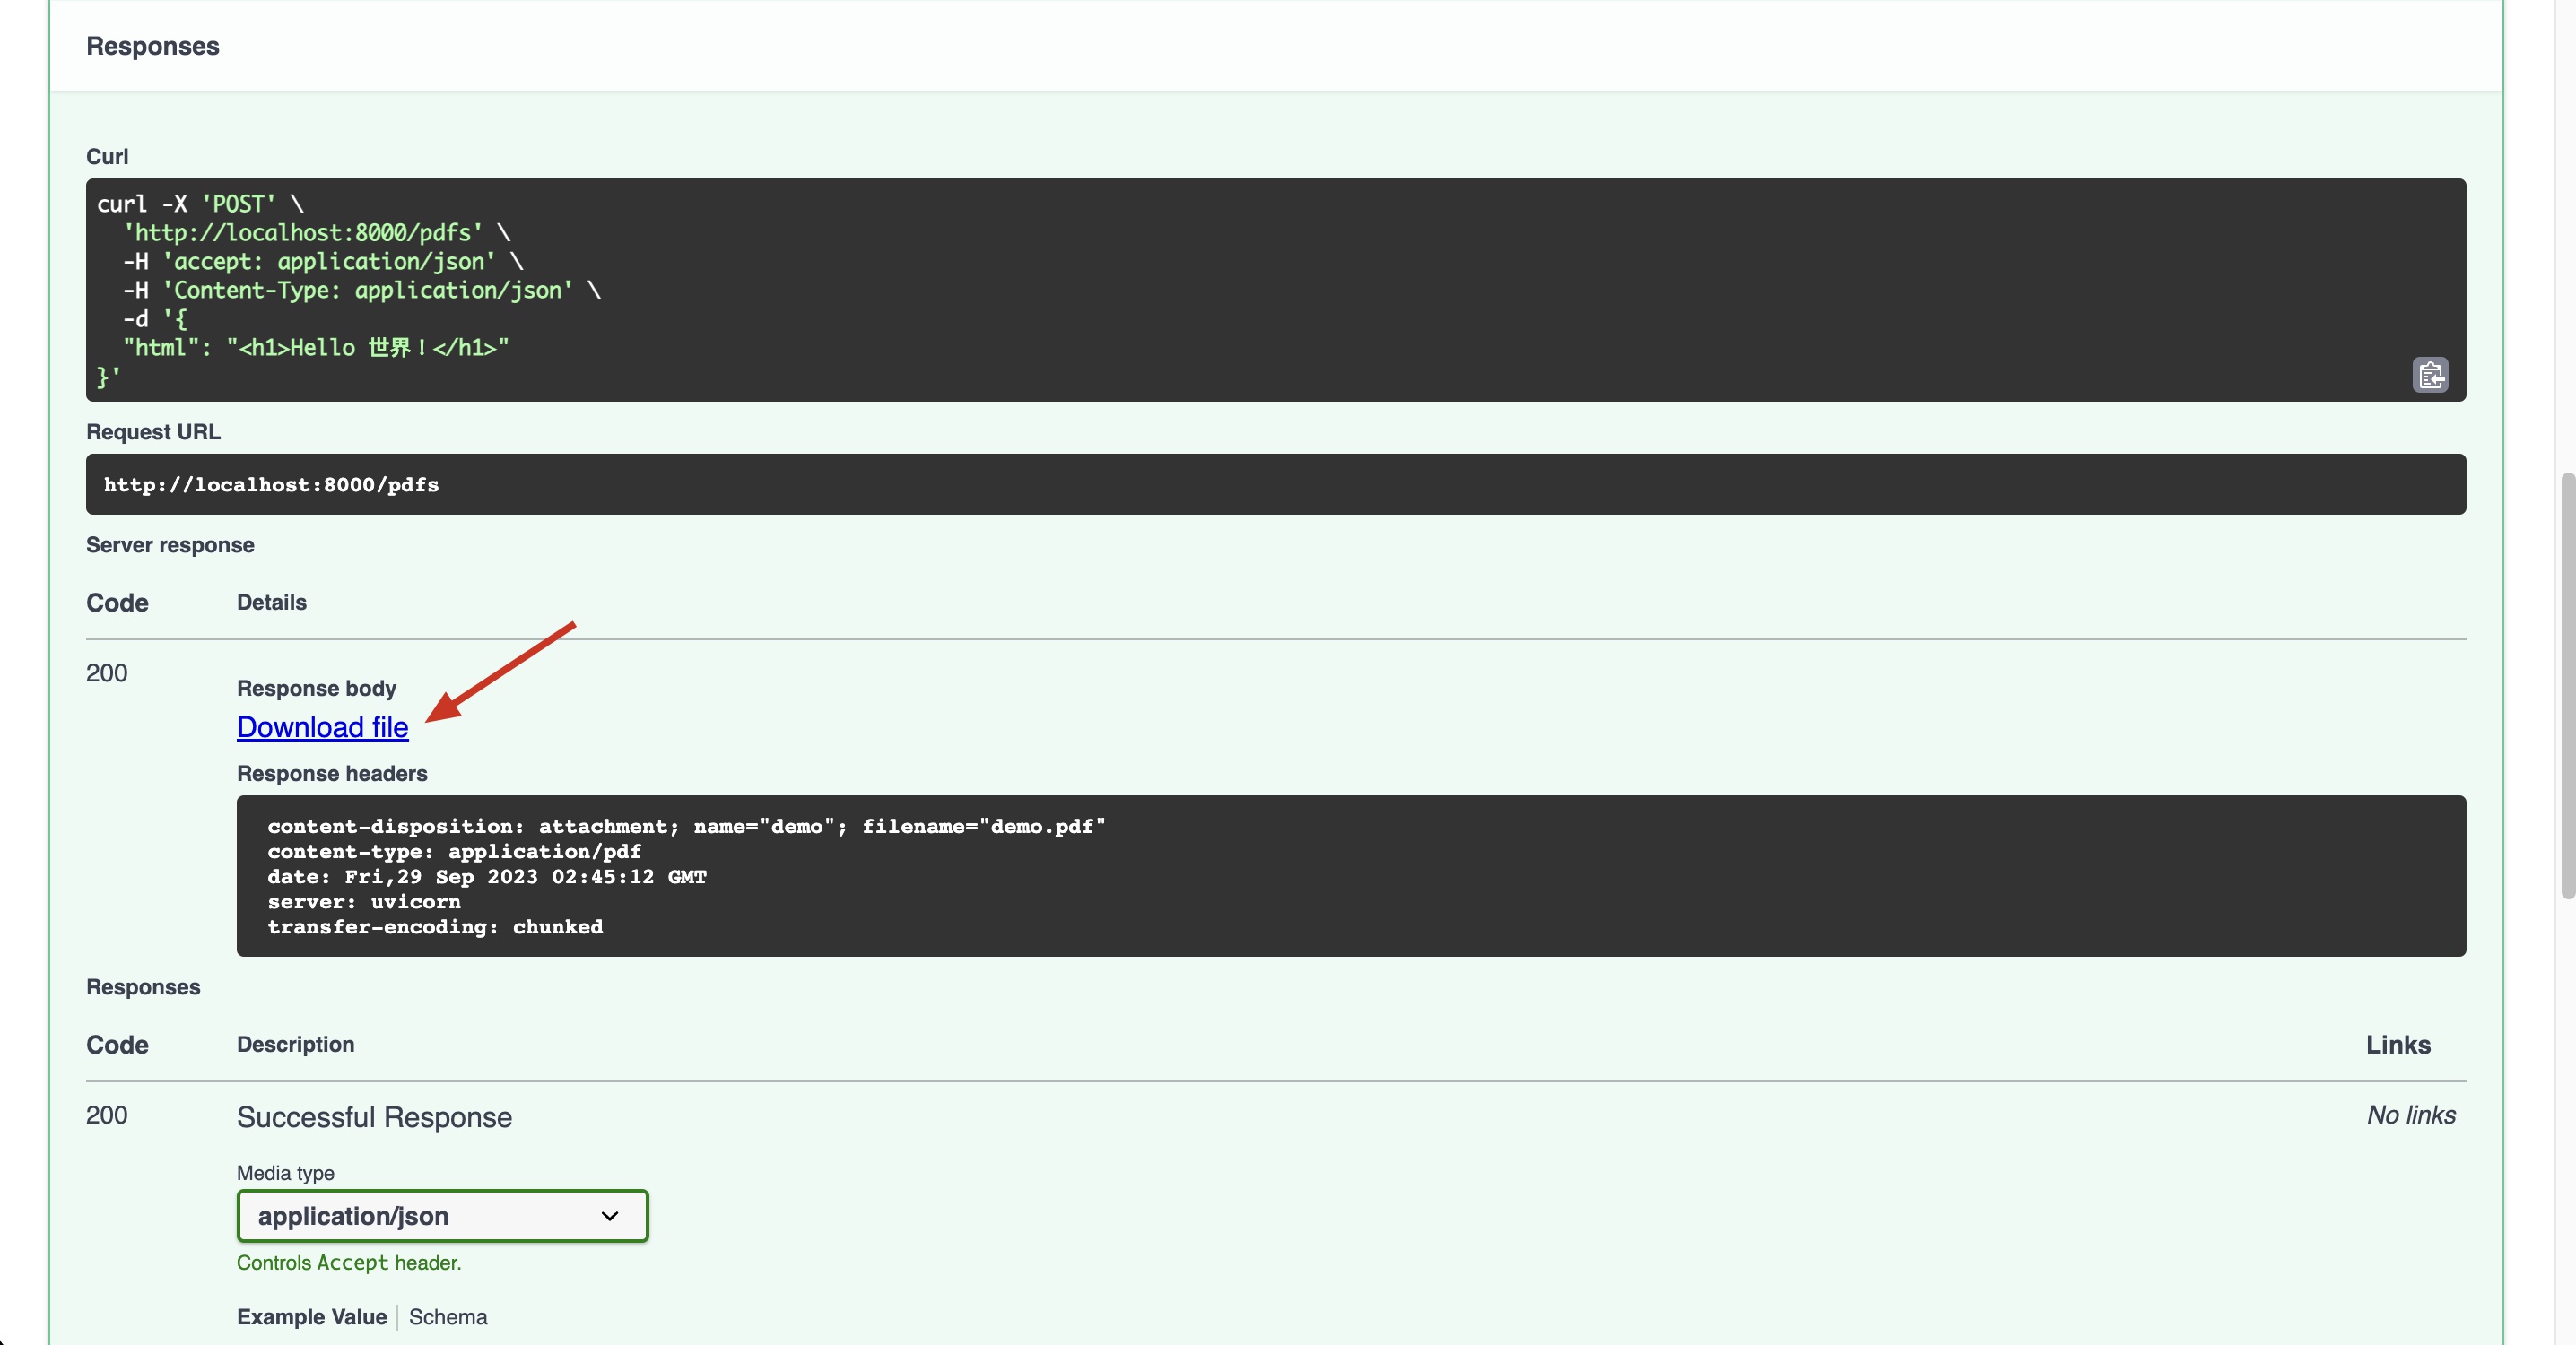 Responses
Curl
curl -X 'POST' \
  'http://localhost:8000/pdfs' \
  -H 'accept: application/json' \
  -H 'Content-Type: application/json' \
  -d '{
  "html": "<h1>Hello 世界！</h1>"
}'
Request URL
http://localhost:8000/pdfs
Server response
Code Details
200
Response body
Download file
Response headers
content-disposition: attachment; name="demo"; filename="demo.pdf"
content-type: application/pdf
date: Fri,29 Sep 2023 02:45:12 GMT
server: uvicorn
transfer-encoding: chunked
Responses
Code Description Links
200 Successful Response No links
Media type
application/json
Controls Accept header.
Example Value Schema